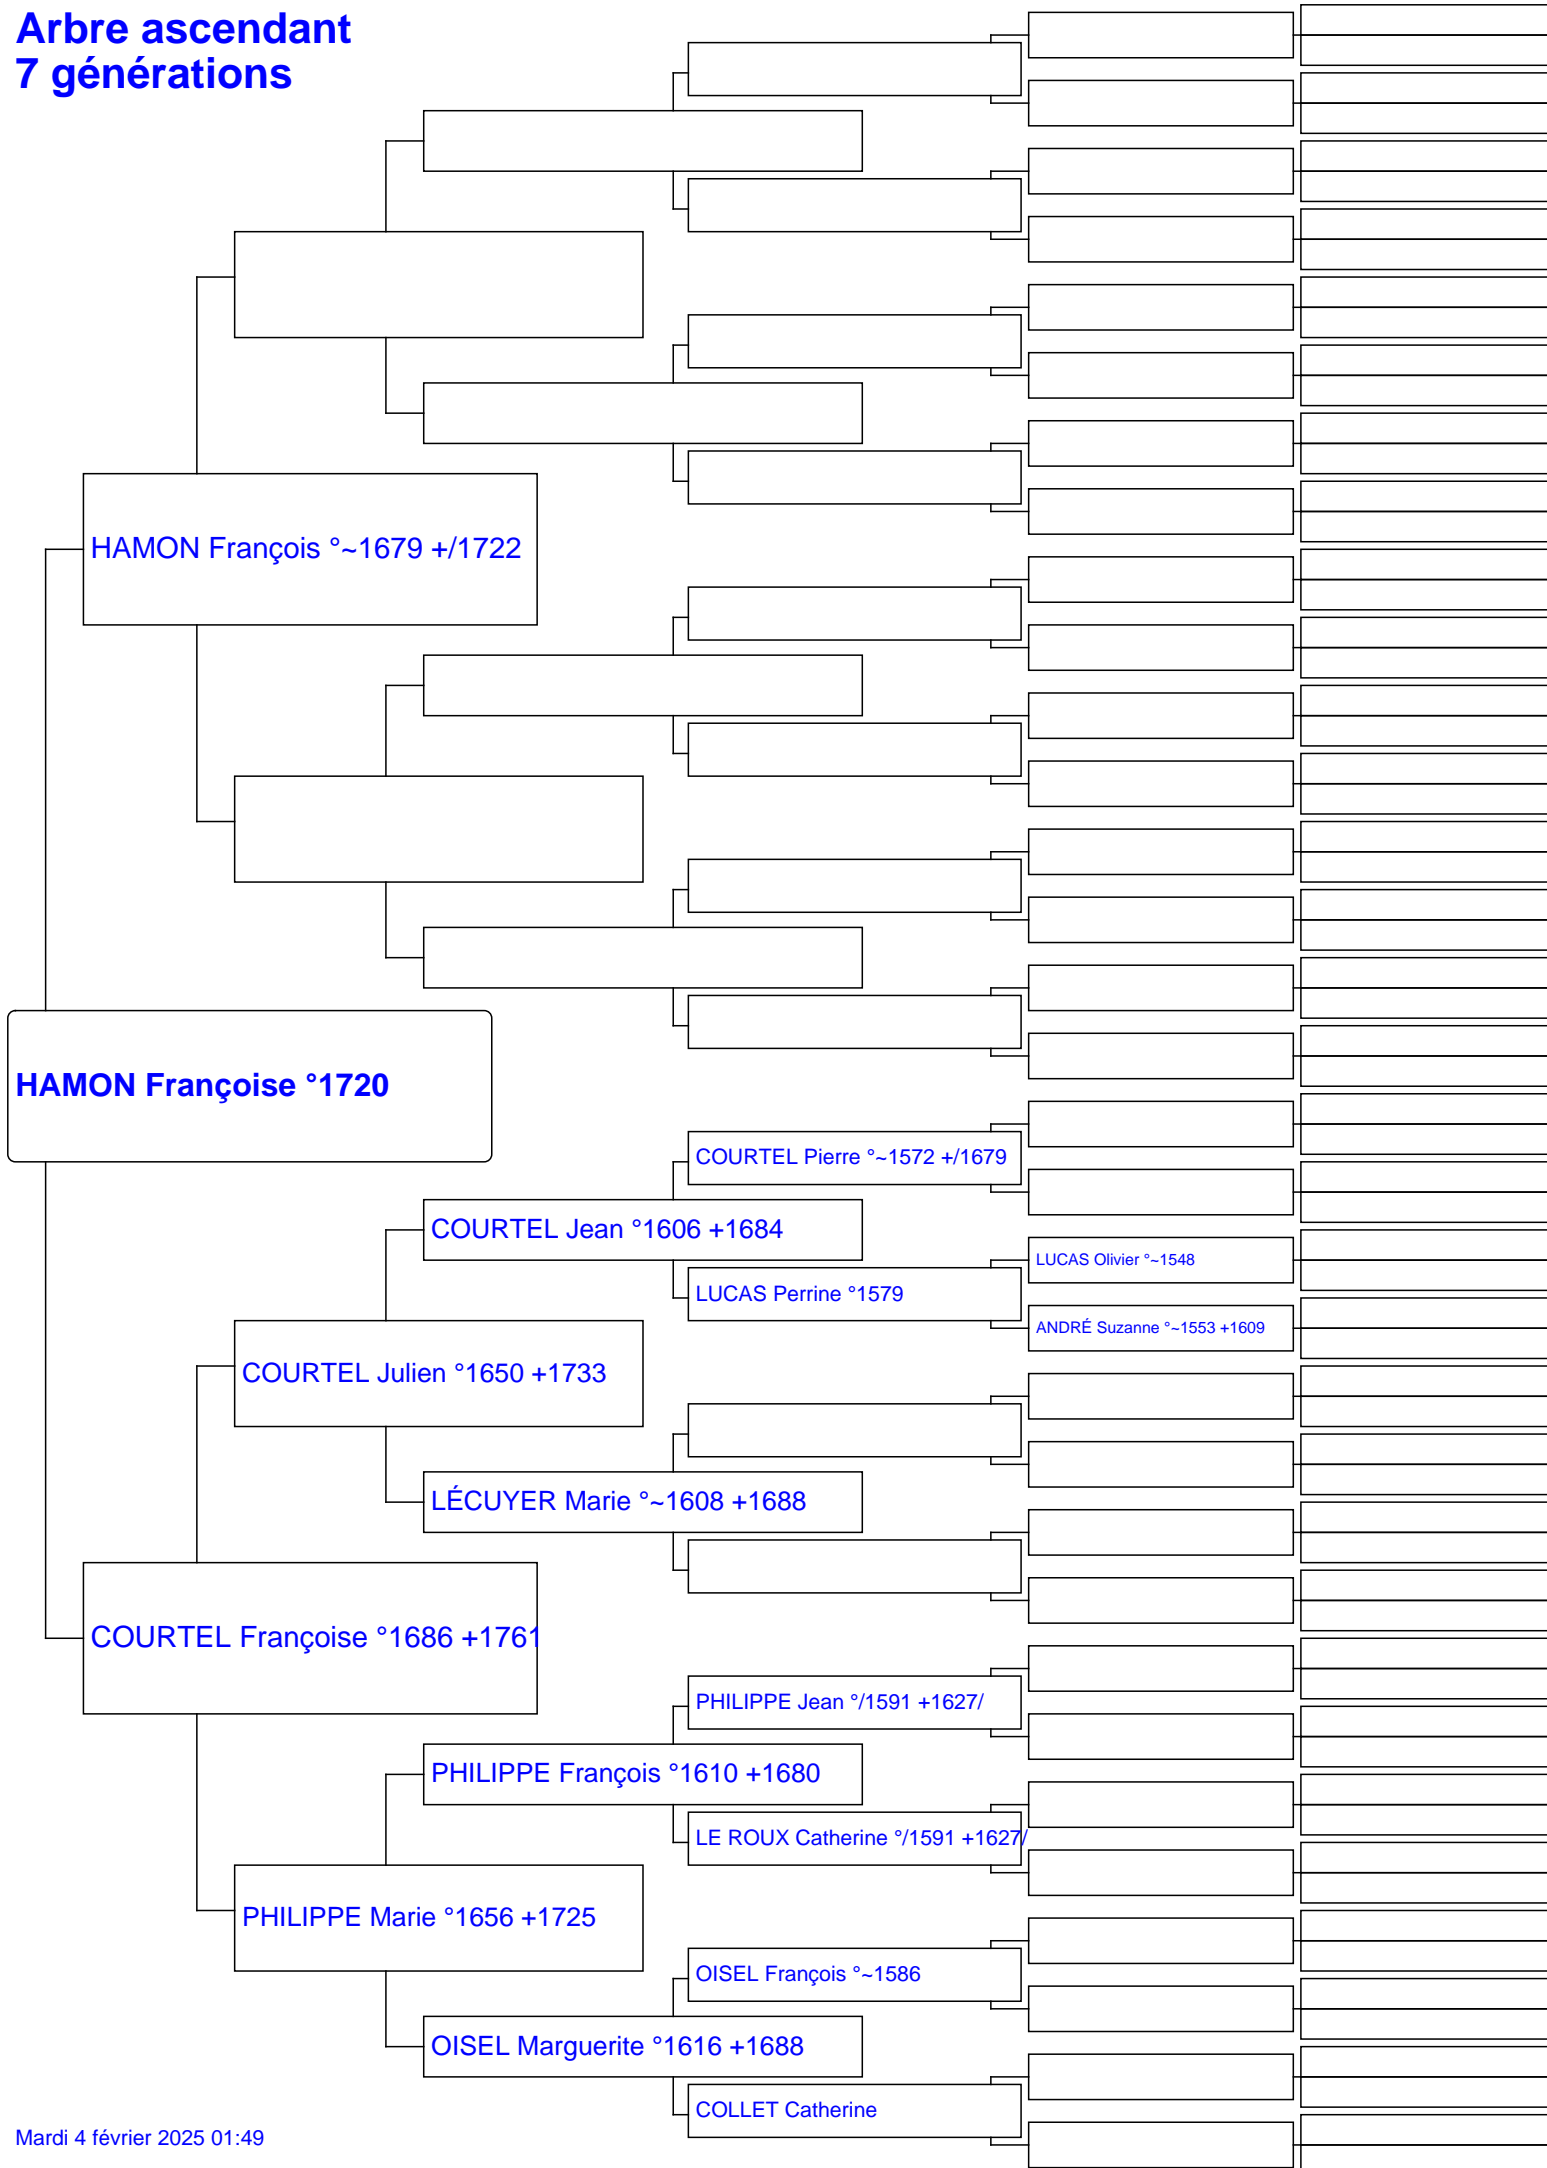 Arbre ascendant
7 générations
HAMON François °~1679 +/1722
HAMON Françoise °1720
COURTEL Pierre °~1572 +/1679
COURTEL Jean °1606 +1684
LUCAS Olivier °~1548
LUCAS Perrine °1579
ANDRÉ Suzanne °~1553 +1609
COURTEL Julien °1650 +1733
LÉCUYER Marie °~1608 +1688
COURTEL Françoise °1686 +1761
PHILIPPE Jean °/1591 +1627/
PHILIPPE François °1610 +1680
LE ROUX Catherine °/1591 +1627/
PHILIPPE Marie °1656 +1725
OISEL François °~1586
OISEL Marguerite °1616 +1688
COLLET Catherine
Mardi 4 février 2025 01:49